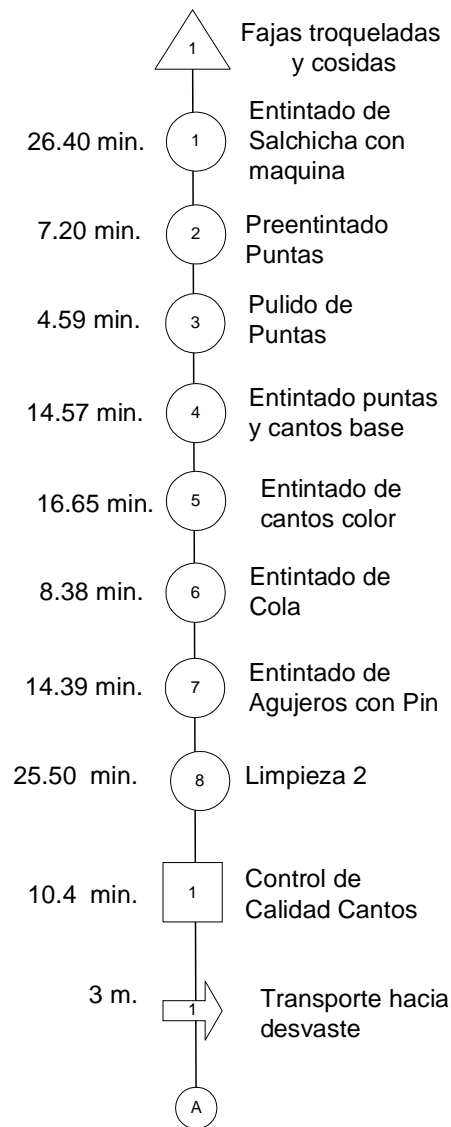 1
Fajas troqueladas
y cosidas
26.40 min.
1
Entintado de
Salchicha con
maquina
7.20 min.
2
Preentintado
Puntas
4.59 min.
3
Pulido de
Puntas
14.57 min.
4
Entintado puntas
y cantos base
16.65 min.
5
Entintado de
cantos color
8.38 min.
6
Entintado de
Cola
14.39 min.
7
Entintado de
Agujeros con Pin
25.50 min.
8
Limpieza 2
10.4 min.
1
Control de
Calidad Cantos
3 m.
1
Transporte hacia
desvaste
A